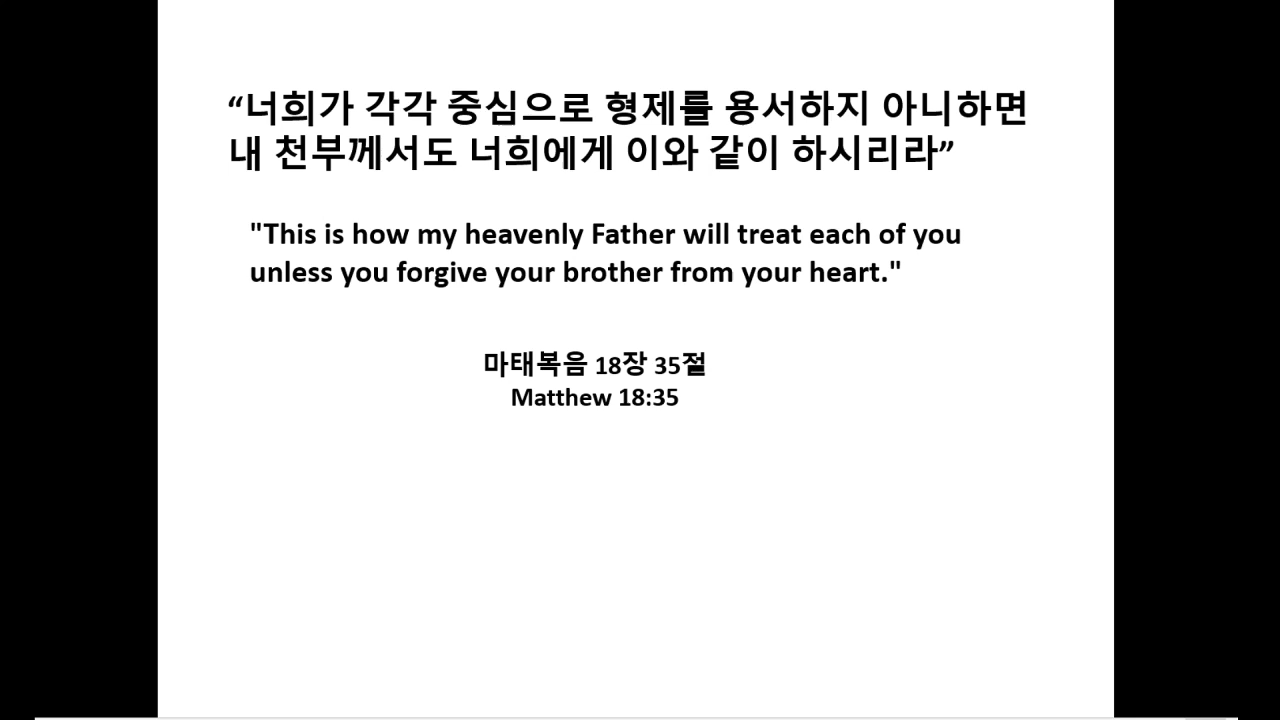 “너희가 각각 중심으로 형제를 용서하지 아니하면
내 천부께서도 너희에게 이와 같이 하시리라”
"This is how my heavenly Father will treat each of you
unless you forgive your brother from your heart."
마태복음 18장 35절
Matthew 18:35